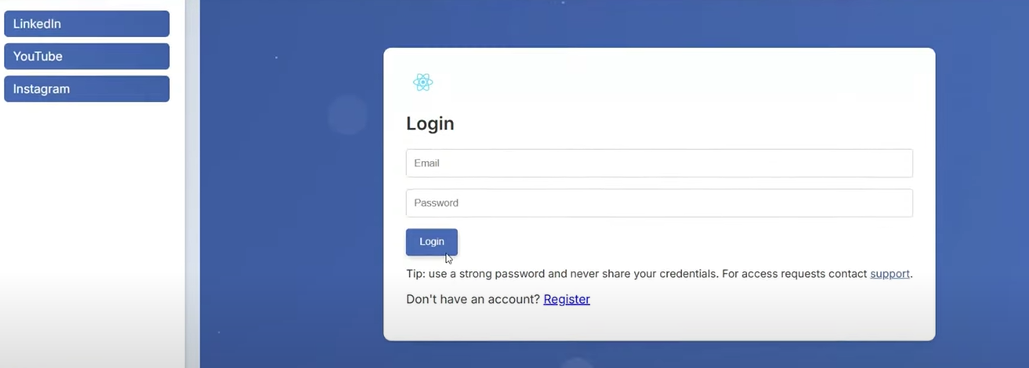 LinkedIn
YouTube
Instagram
Login
Email
Password
Login
Tip: use a strong password and never share your credentials. For access requests contact support.
Don't have an account? Register